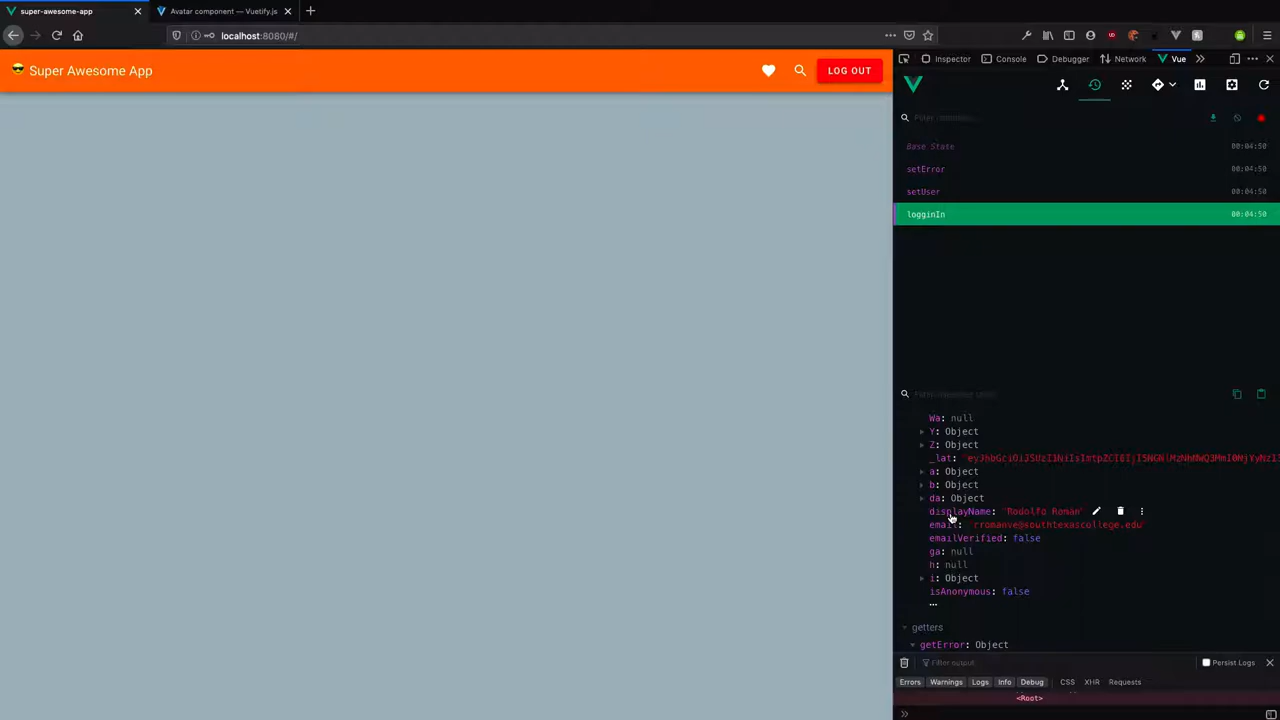 super-awesome-app
Avatar component — Vuetify.js
localhost:8080/#/
Super Awesome App
LOG OUT
Inspector
Console
Debugger
Network
Vue
Base State 00:04:50
setError 00:04:50
setUser 00:04:50
logginIn 00:04:50
Wa: null
Y: Object
Z: Object
_lat:
a: Object
b: Object
da: Object
displayName: "Rodolfo Roman"
email: "rromanve@southtexascollege.edu"
emailVerified: false
ga: null
h: null
i: Object
isAnonymous: false
...
getters
getError: Object
Filter output
Persist Logs
Errors
Warnings
Logs
Info
Debug
CSS
XHR
Requests
<Root>